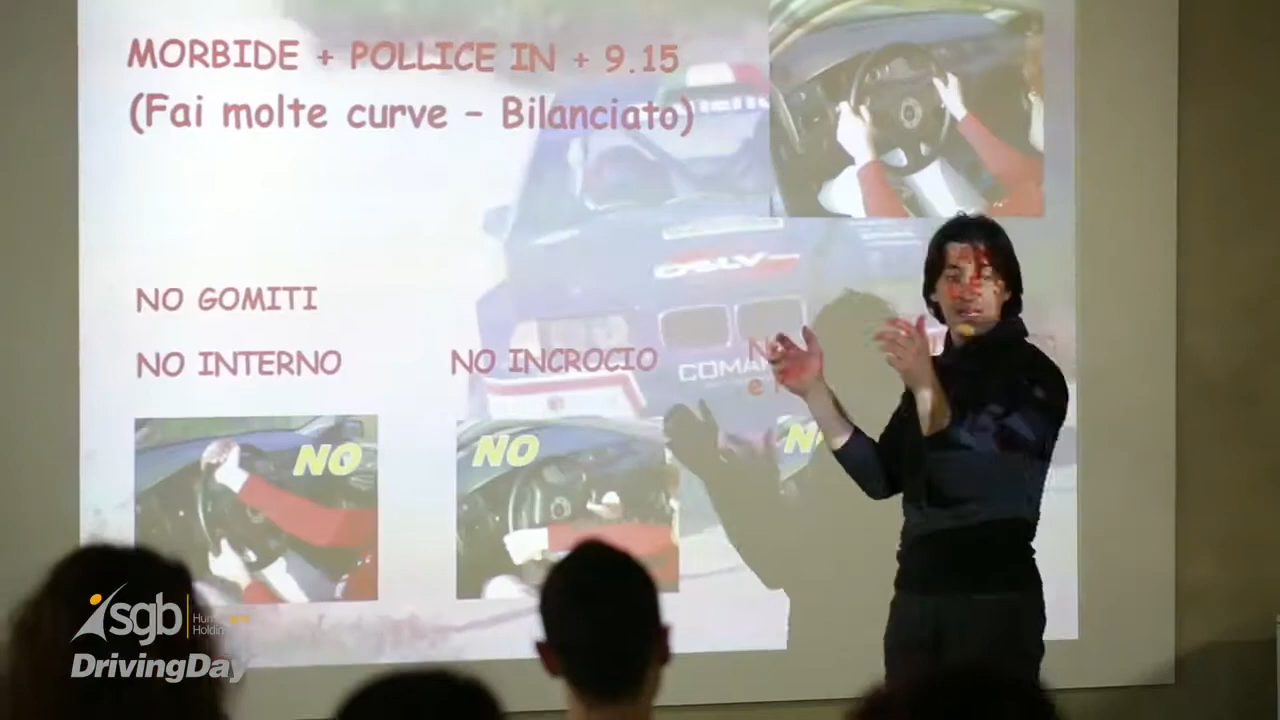 MORBIDE + POLLICE IN + 9.15
(Fai molte curve – Bilanciato)
OSLV
NO GOMITI
NO INTERNO
NO INCROCIO
NO
NO
sgb
DrivingDay